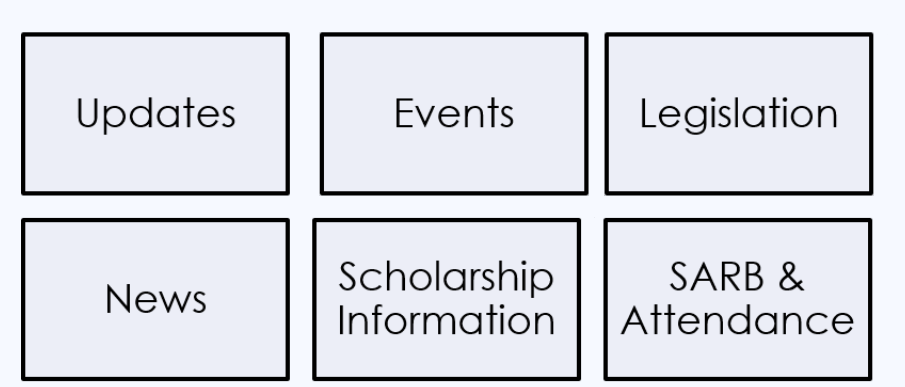 Updates
Events
Legislation
News
Scholarship
Information
SARB &
Attendance